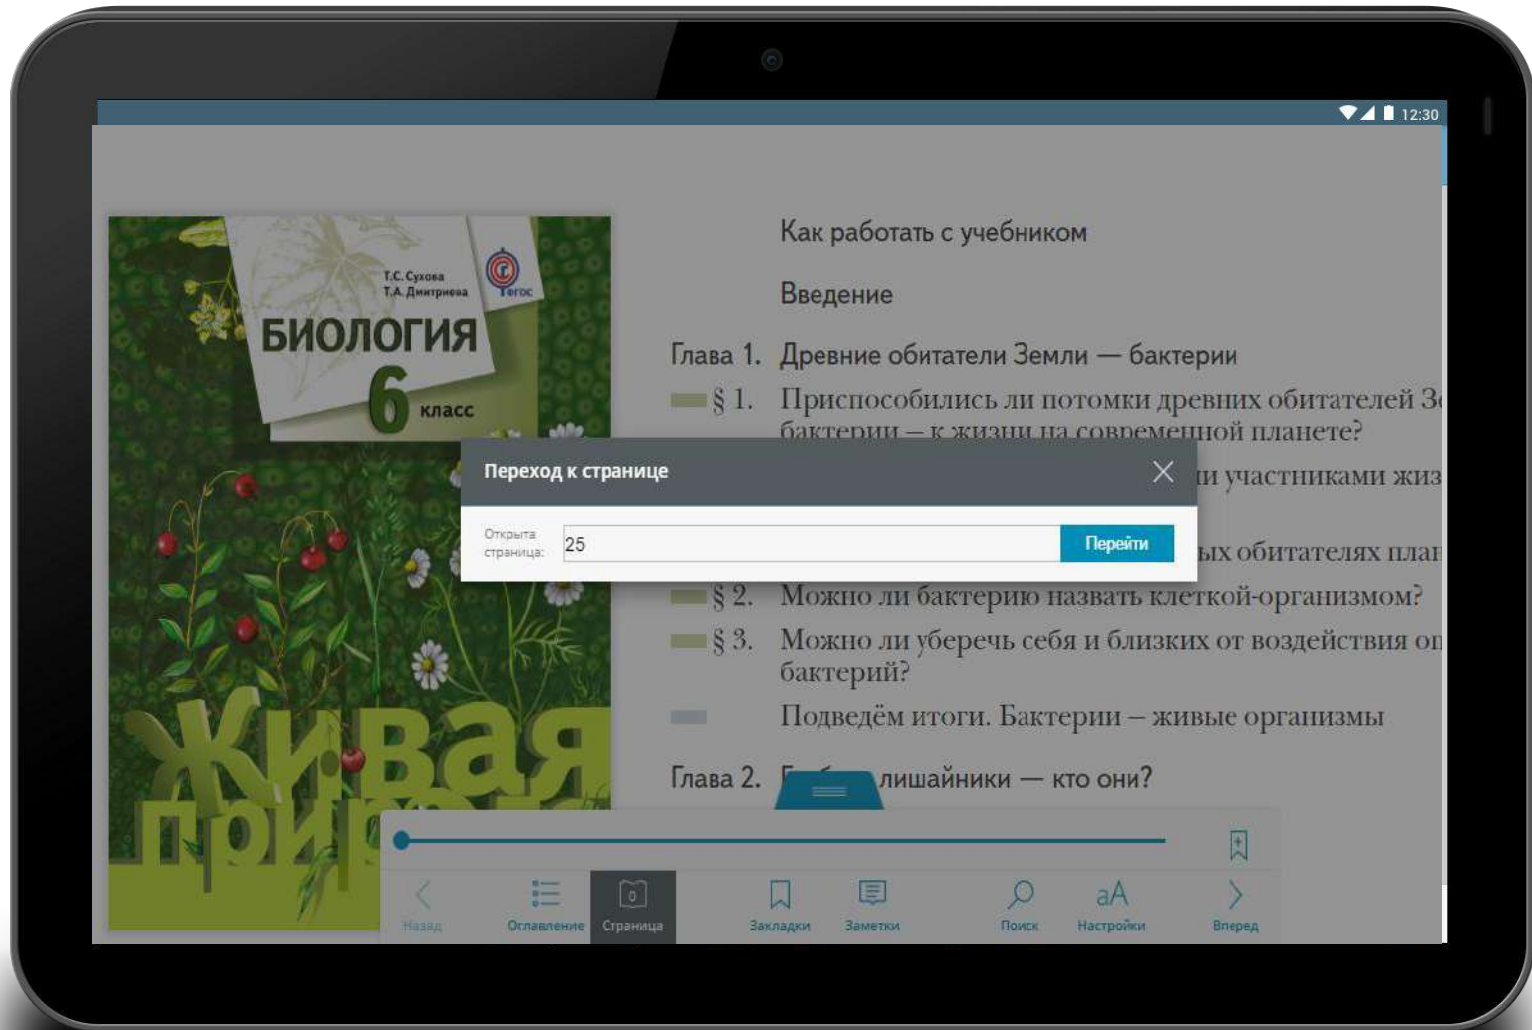 12:30
Т.С. Сухова
Т.А. Дмитриева
ФГОС
БИОЛОГИЯ
6 класс
Живая
Как работать с учебником
Введение
Глава 1. Древние обитатели Земли — бактерии
§ 1. Приспособились ли потомки древних обитателей
бактерии – к жизни на современной планете?
участниками
обитателях
§ 2. Можно ли бактерию назвать клеткой-организмом?
§ 3. Можно ли уберечь себя и близких от воздействия
бактерий?
Подведём итоги. Бактерии – живые организмы
Глава 2. лишайники — кто они?
Переход к странице
Открыта
страница: 25 Перейти
0
Назад Оглавление Страница Закладки Заметки Поиск аА Настройки Вперед